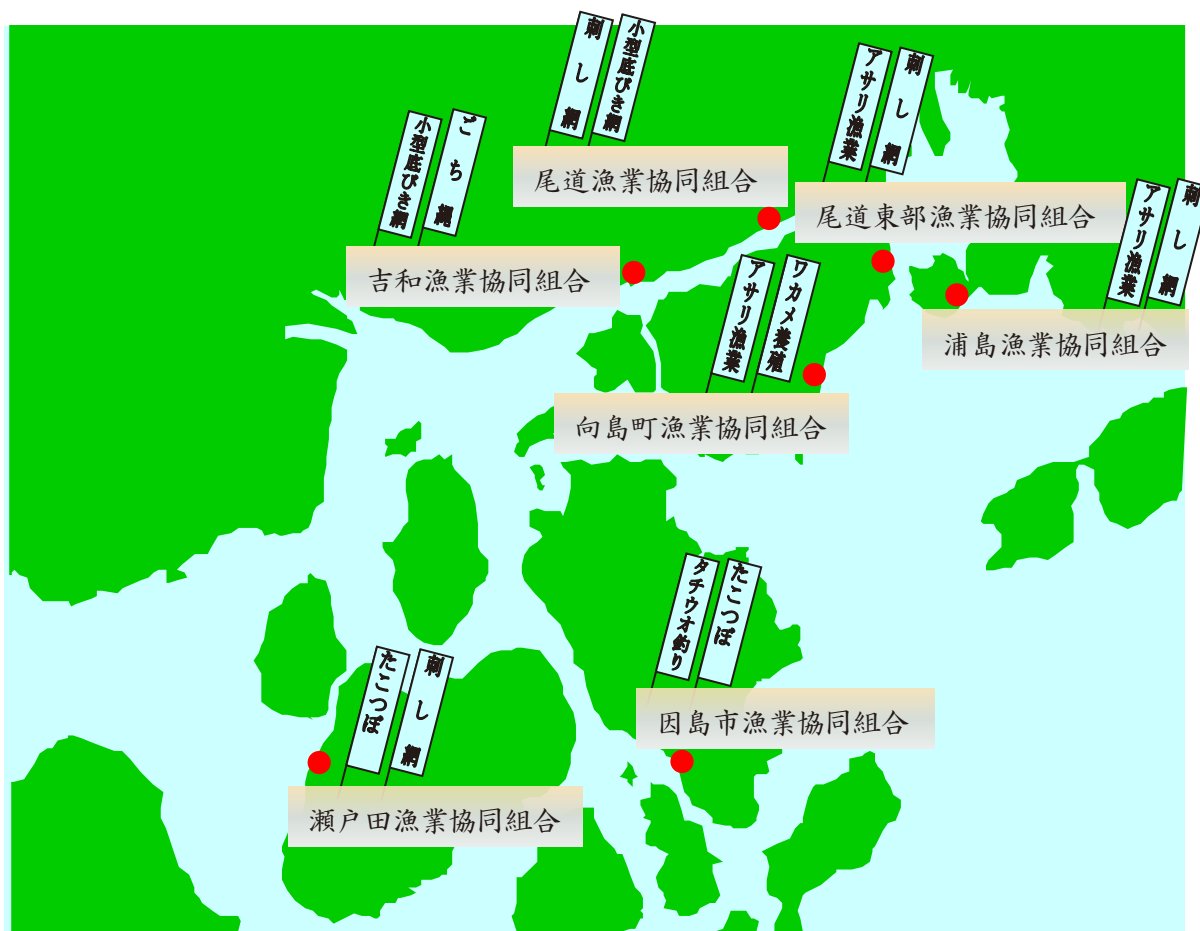 刺し網
小型底びき網
尾道漁業協同組合
アサリ漁業
刺し網
尾道東部漁業協同組合
小型底びき網
ごち網
吉和漁業協同組合
アサリ漁業
刺し網
浦島漁業協同組合
アサリ漁業
ワカメ養殖
向島町漁業協同組合
タチウオ釣り
たこつぼ
因島市漁業協同組合
たこつぼ
刺し網
瀬戸田漁業協同組合